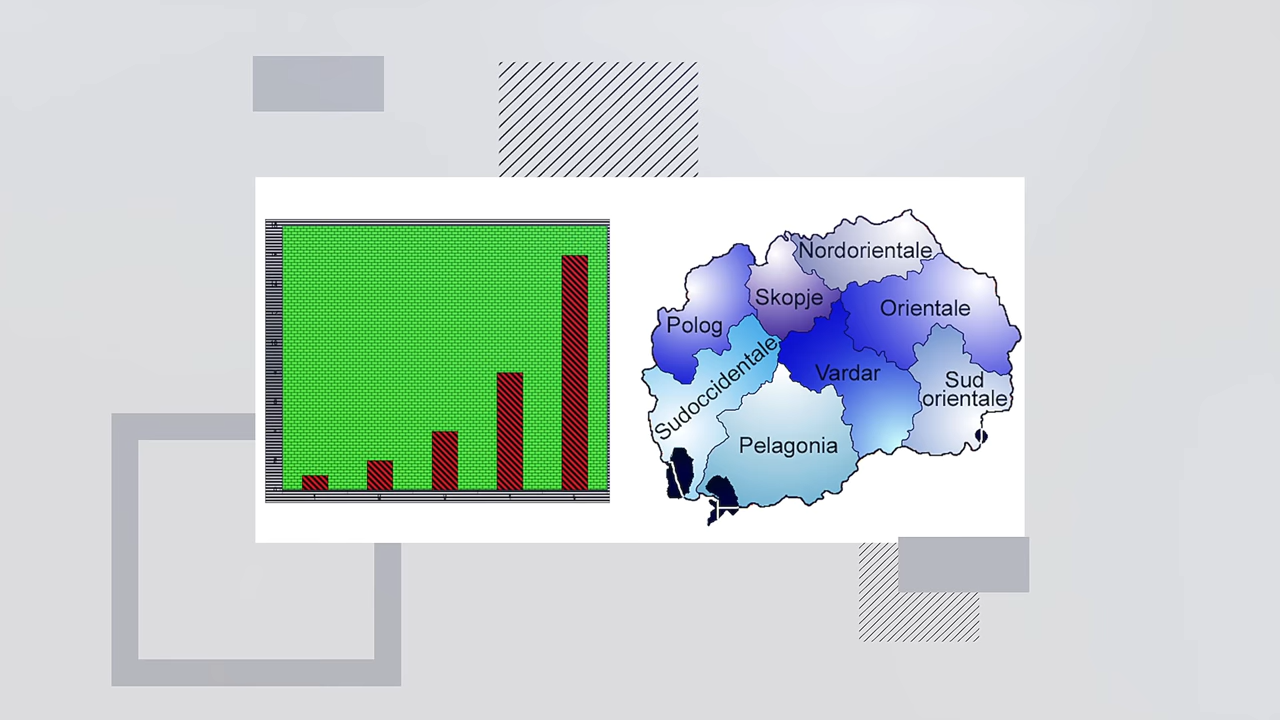 Nordorientale
Skopje
Orientale
Polog
Sudoccidentale
Vardar
Sud
orientale
Pelagonia